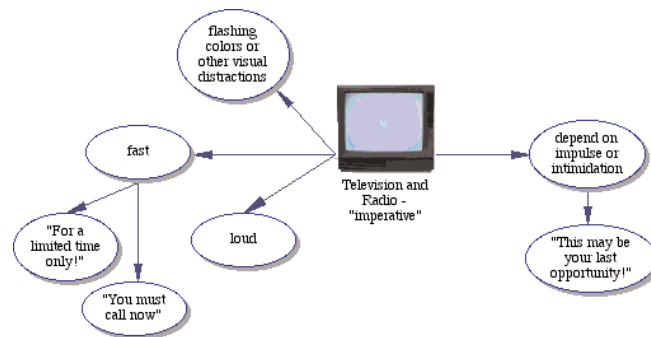 flashing
colors or
other visual
distractions
fast
"For a
limited time
only!"
"You must
call now"
loud
Television and
Radio -
"imperative"
depend on
impulse or
intimidation
"This may be
your last
opportunity!"